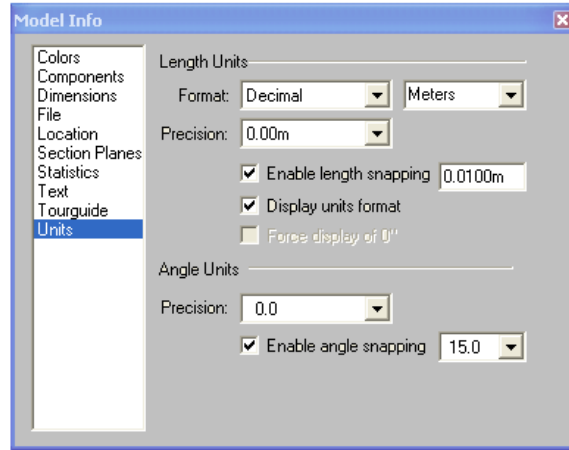 Model Info
Colors
Components
Dimensions
File
Location
Section Planes
Statistics
Text
Tourguide
Units
Length Units
Format: Decimal Meters
Precision: 0.00m
Enable length snapping 0.0100m
Display units format
Force display of 0"
Angle Units
Precision: 0.0
Enable angle snapping 15.0